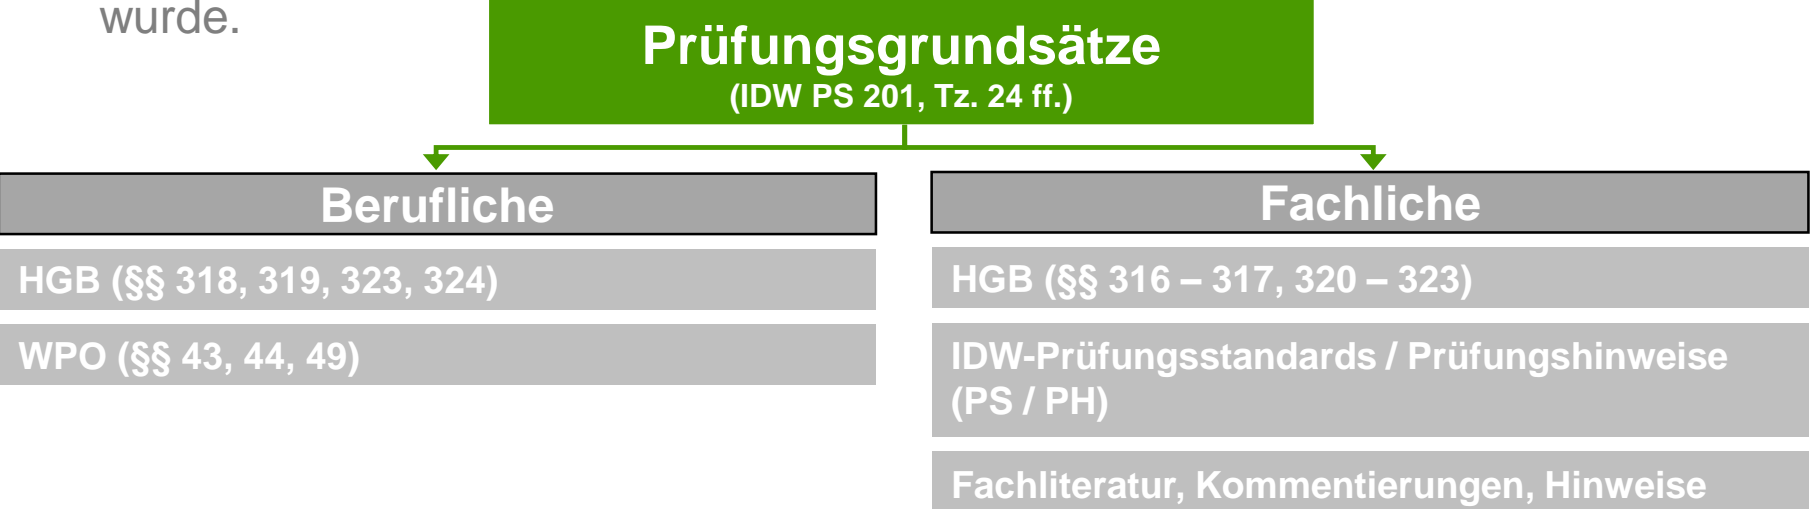 wurde.
Prüfungsgrundsätze
(IDW PS 201, Tz. 24 ff.)
Berufliche
HGB (§§ 318, 319, 323, 324)
WPO (§§ 43, 44, 49)
Fachliche
HGB (§§ 316 – 317, 320 – 323)
IDW-Prüfungsstandards / Prüfungshinweise
(PS / PH)
Fachliteratur, Kommentierungen, Hinweise